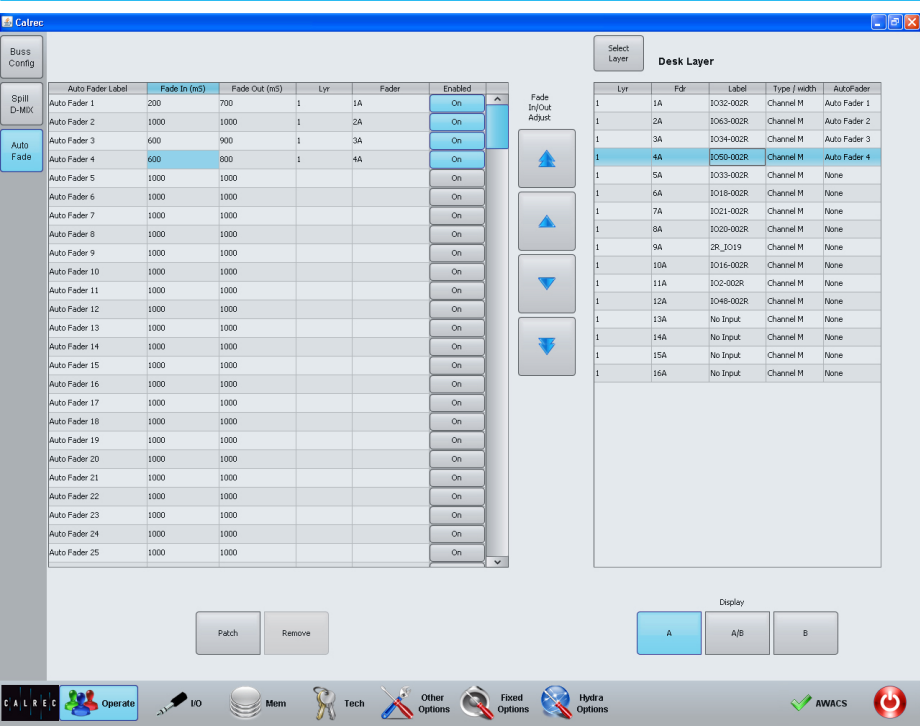 Calrec
Buss
Config
Spill
D-MIX
Auto
Fade
Auto Fader Label Fade In (mS) Fade Out (mS) Lyr Fader Enabled
Auto Fader 1 200 700 1 1A On
Auto Fader 2 1000 1000 1 2A On
Auto Fader 3 600 900 1 3A On
Auto Fader 4 600 800 1 4A On
Auto Fader 5 1000 1000 On
Auto Fader 6 1000 1000 On
Auto Fader 7 1000 1000 On
Auto Fader 8 1000 1000 On
Auto Fader 9 1000 1000 On
Auto Fader 10 1000 1000 On
Auto Fader 11 1000 1000 On
Auto Fader 12 1000 1000 On
Auto Fader 13 1000 1000 On
Auto Fader 14 1000 1000 On
Auto Fader 15 1000 1000 On
Auto Fader 16 1000 1000 On
Auto Fader 17 1000 1000 On
Auto Fader 18 1000 1000 On
Auto Fader 19 1000 1000 On
Auto Fader 20 1000 1000 On
Auto Fader 21 1000 1000 On
Auto Fader 22 1000 1000 On
Auto Fader 23 1000 1000 On
Auto Fader 24 1000 1000 On
Auto Fader 25 1000 1000 On
Fade
In/Out
Adjust
Select
Layer
Desk Layer
Lyr Fdr Label Type / width AutoFader
1 1A IO32-002R Channel M Auto Fader 1
1 2A IO63-002R Channel M Auto Fader 2
1 3A IO34-002R Channel M Auto Fader 3
1 4A IO50-002R Channel M Auto Fader 4
1 5A IO33-002R Channel M None
1 6A IO18-002R Channel M None
1 7A IO21-002R Channel M None
1 8A IO20-002R Channel M None
1 9A 2R_IO19 Channel M None
1 10A IO16-002R Channel M None
1 11A IO2-002R Channel M None
1 12A IO48-002R Channel M None
1 13A No Input Channel M None
1 14A No Input Channel M None
1 15A No Input Channel M None
1 16A No Input Channel M None
Patch Remove
Display
A A/B B
CALREC
Operate
I/O
Mem
Tech
Other
Options
Fixed
Options
Hydra
Options
AWACS